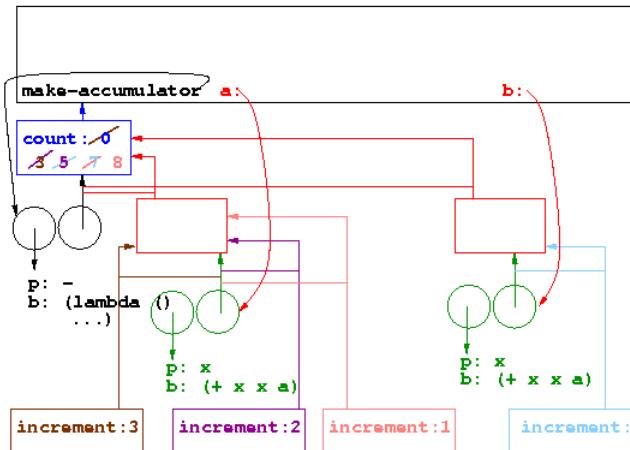 make-accumulator a: b:
count: 0
3 5 7 8
p: -
b: (lambda ()
...)
p: x
b: (+ x x a)
p: x
b: (+ x x a)
increment:3
increment:2
increment:1
increment: